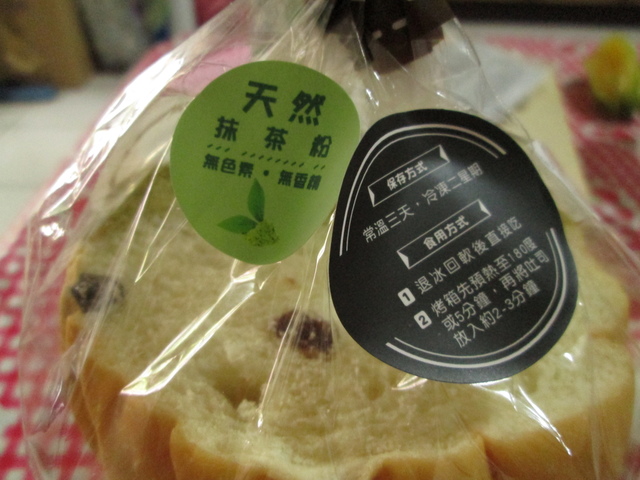 天然
抹茶粉
無色素•無香精
保存方式
常溫三天，冷凍二星期
食用方式
1 退冰回軟後直接吃
2 烤箱先預熱至180度
或5分鐘，再將吐司
放入約2-3分鐘